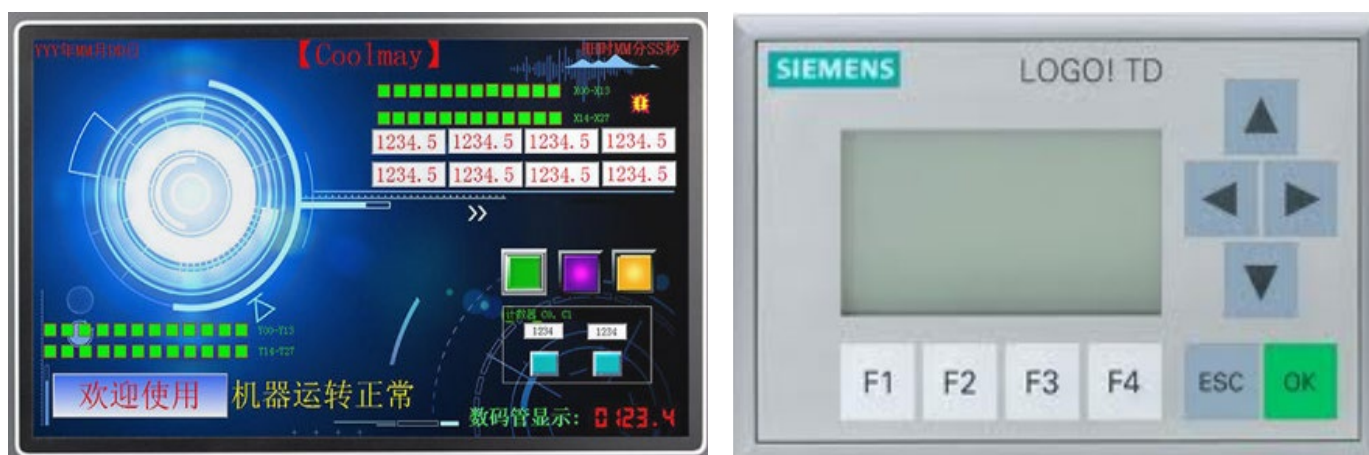 YYY年MM月DD日
【Coolmay】
HH时MM分SS秒
X00-X13
X14-X27
1234.5 1234.5 1234.5 1234.5
1234.5 1234.5 1234.5 1234.5
计数器 C0、C1
1234 1234
Y00-Y13
Y14-Y27
欢迎使用
机器运转正常
数码管显示: 0123.4
SIEMENS
LOGO! TD
F1 F2 F3 F4 ESC OK